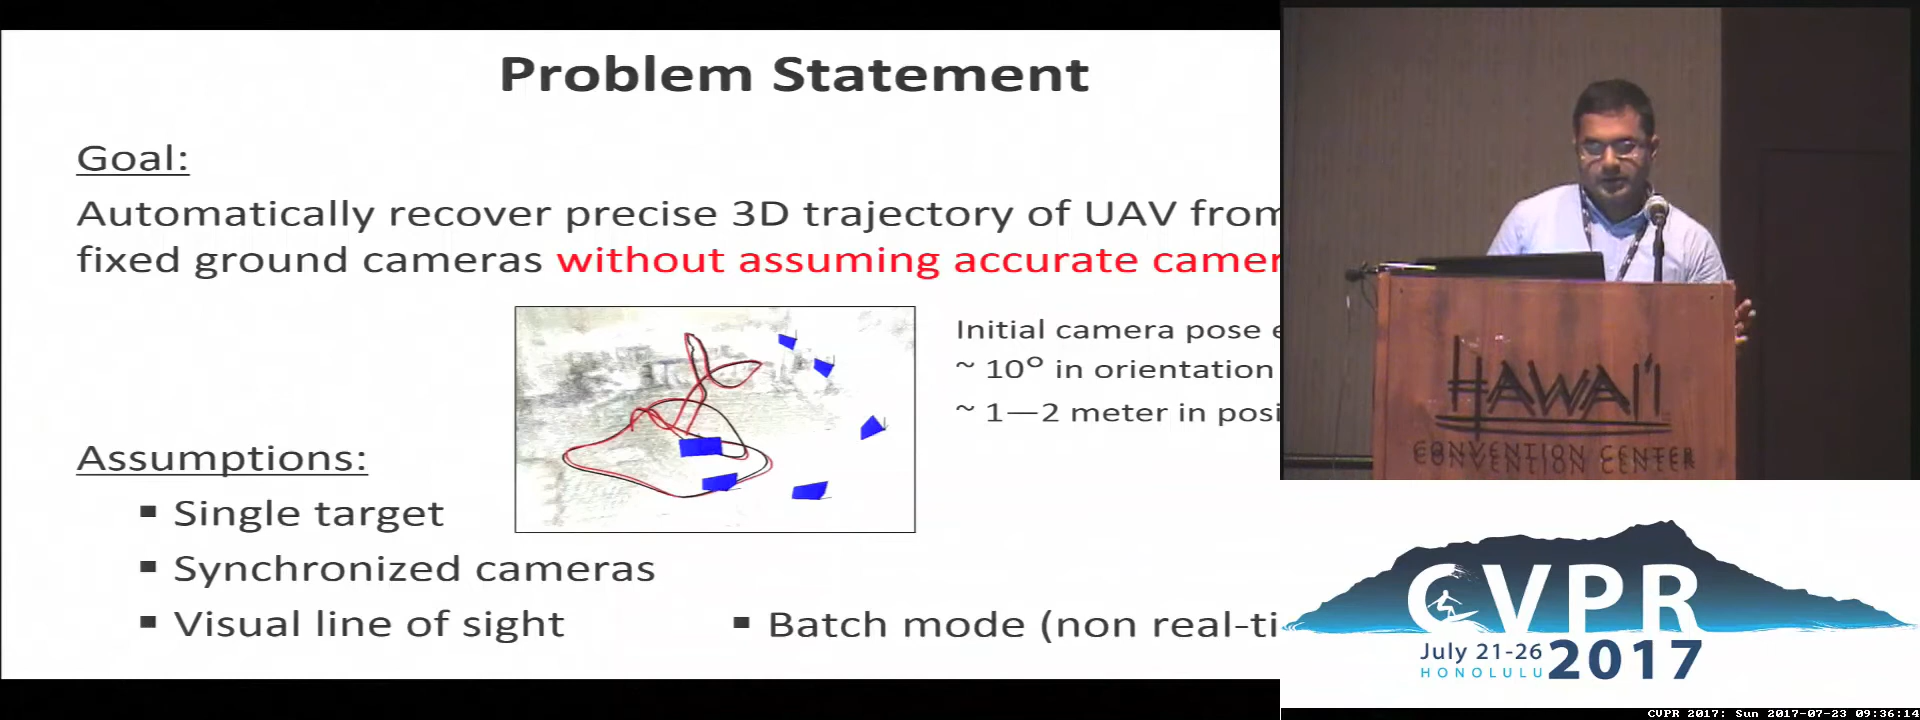 Problem Statement
Goal:
Automatically recover precise 3D trajectory of UAV from
fixed ground cameras without assuming accurate camer
Initial camera pose e
~ 10° in orientation
~ 1—2 meter in posi
Assumptions:
▪ Single target
▪ Synchronized cameras
▪ Visual line of sight
▪ Batch mode (non real-ti
HAWAI'I
CONVENTION CENTER
CVPR
July 21-26
HONOLULU
2017
CVPR 2017: Sun 2017-07-23 09:36:14